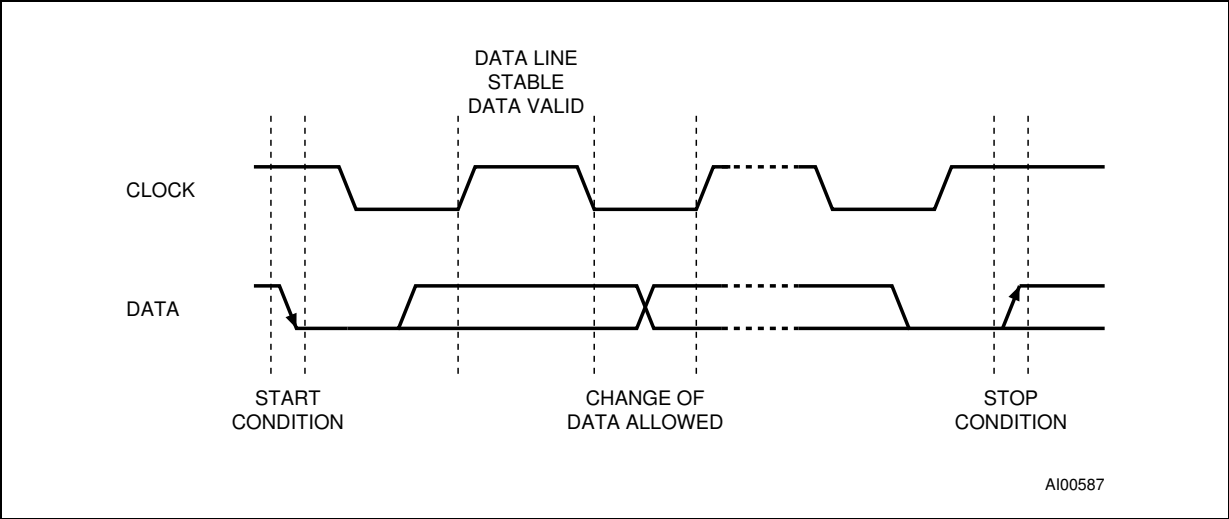 DATA LINE
STABLE
DATA VALID
CLOCK
DATA
START
CONDITION
CHANGE OF
DATA ALLOWED
STOP
CONDITION
AI00587